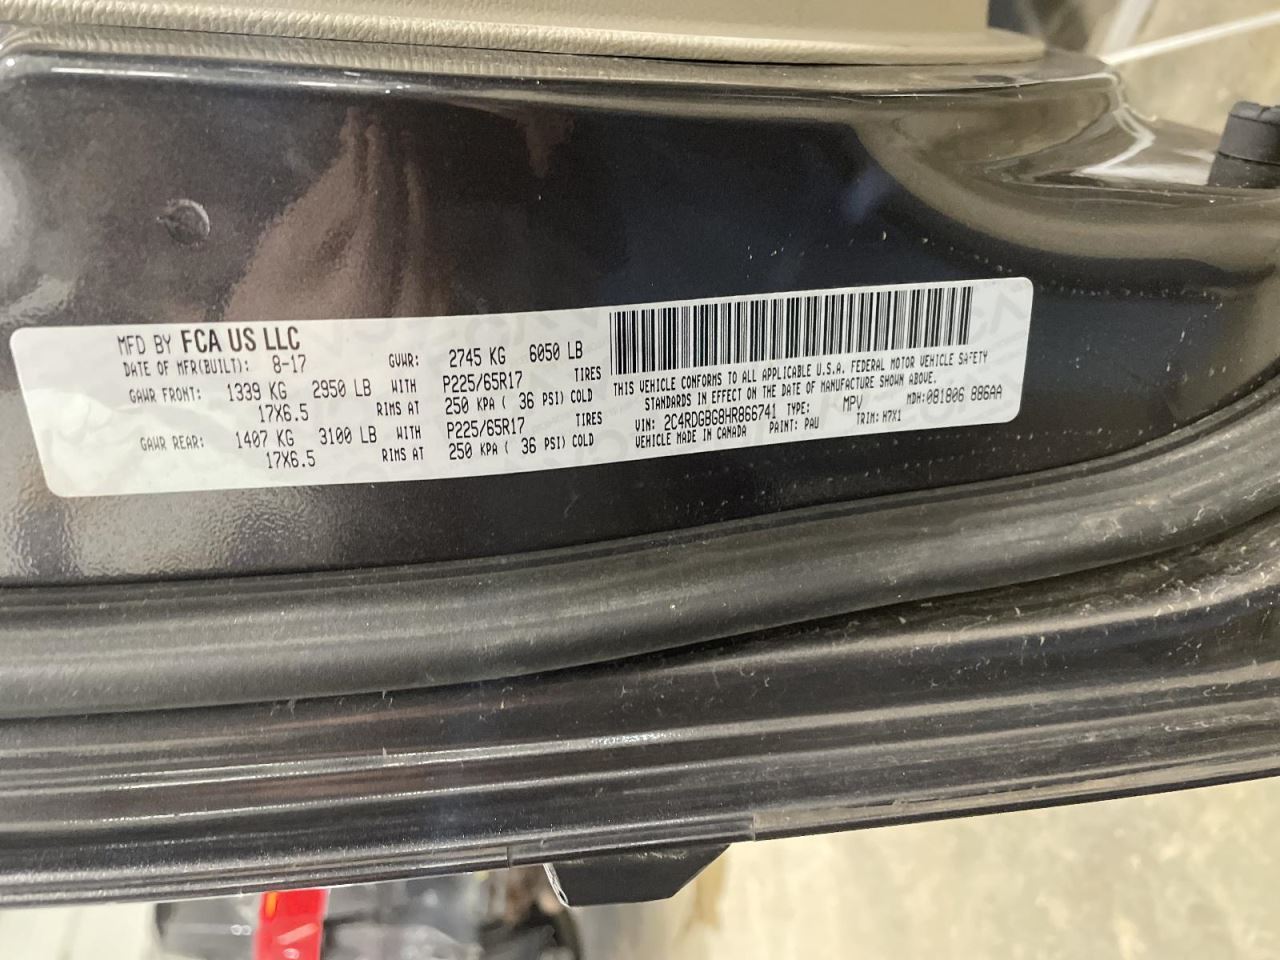 MFD BY FCA US LLC
DATE OF MFR(BUILT): 8-17 GVWR: 2745 KG 6050 LB
GAWR FRONT: 1339 KG 2950 LB WITH P225/65R17 TIRES
17X6.5 RIMS AT 250 KPA ( 36 PSI) COLD
GAWR REAR: 1407 KG 3100 LB WITH P225/65R17 TIRES
17X6.5 RIMS AT 250 KPA ( 36 PSI) COLD
THIS VEHICLE CONFORMS TO ALL APPLICABLE U.S.A. FEDERAL MOTOR VEHICLE SAFETY
STANDARDS IN EFFECT ON THE DATE OF MANUFACTURE SHOWN ABOVE.
VIN: 2C4RDGBG8HR866741 TYPE: MPV MDH:081806 886AA
VEHICLE MADE IN CANADA PAINT: PAU TRIM: H7X1